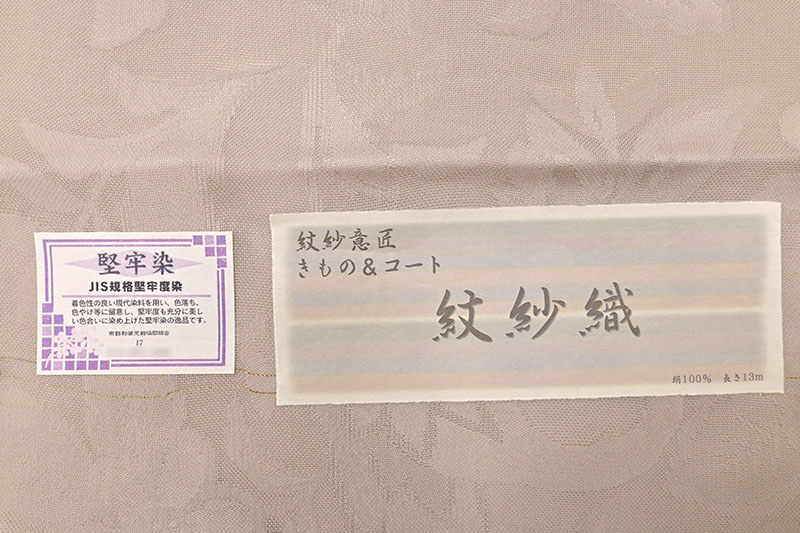 堅牢染
JIS規格堅牢度染
着色性の良い現代染料を用い、色落ち、
色やけ等に留意し、堅牢度も充分に美し
い色合いに染め上げた堅牢染の逸品です。
17
紋紗意匠
きもの＆コート
紋紗織
絹100% 長さ13m